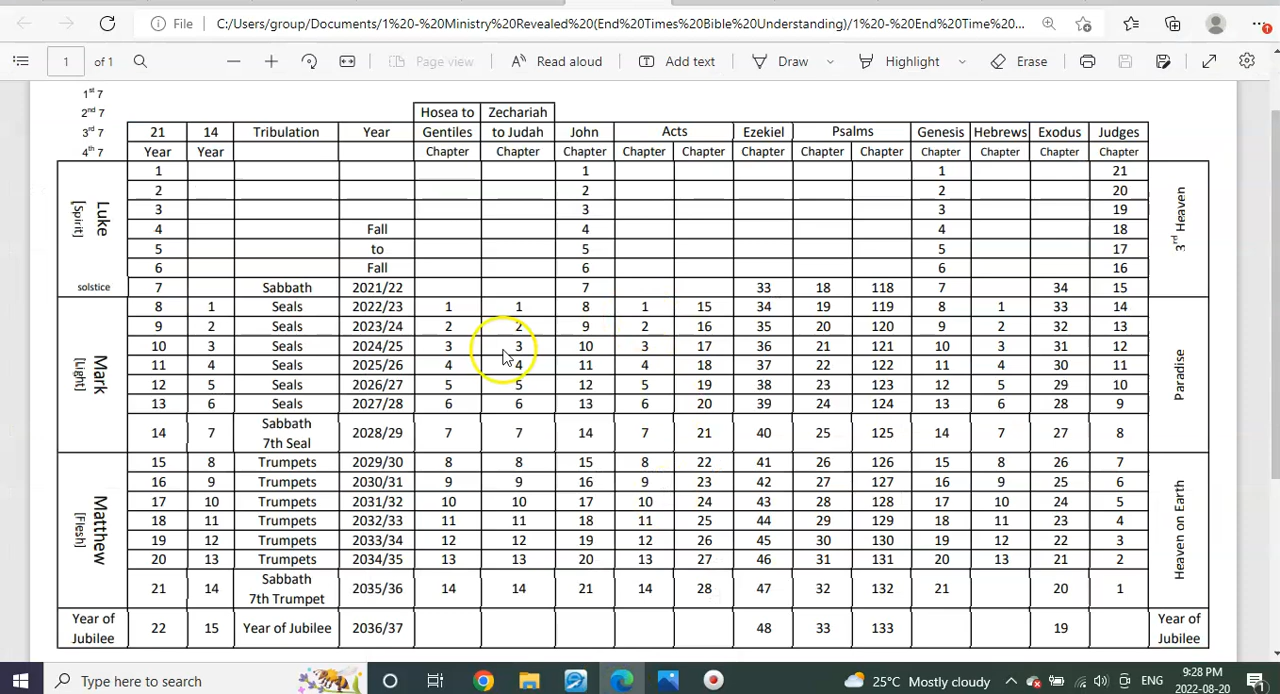 File C:/Users/group/Documents/1%20-%20Ministry%20Revealed%20(End%20Times%20Bible%20Understanding)/1%20-%20End%20Time%20...
1 of 1 Page view Read aloud Add text Draw Highlight Erase
1st 7
2nd 7 Hosea to Zechariah
3rd 7 21 14 Tribulation Year Gentiles to Judah John Acts Ezekiel Psalms Genesis Hebrews Exodus Judges
4th 7 Year Year Chapter Chapter Chapter Chapter Chapter Chapter Chapter Chapter Chapter Chapter Chapter Chapter
Luke [Spirit]
1 1 1 21
2 2 2 20
3 3 3 19
4 Fall 4 4 18
5 to 5 5 17
6 Fall 6 6 16
solstice 7 Sabbath 2021/22 7 33 18 118 7 34 15
3rd Heaven
Mark [Light]
8 1 Seals 2022/23 1 1 8 1 15 34 19 119 8 1 33 14
9 2 Seals 2023/24 2 2 9 2 16 35 20 120 9 2 32 13
10 3 Seals 2024/25 3 3 10 3 17 36 21 121 10 3 31 12
11 4 Seals 2025/26 4 4 11 4 18 37 22 122 11 4 30 11
12 5 Seals 2026/27 5 5 12 5 19 38 23 123 12 5 29 10
13 6 Seals 2027/28 6 6 13 6 20 39 24 124 13 6 28 9
14 7 Sabbath 7th Seal 2028/29 7 7 14 7 21 40 25 125 14 7 27 8
Paradise
Matthew [Flesh]
15 8 Trumpets 2029/30 8 8 15 8 22 41 26 126 15 8 26 7
16 9 Trumpets 2030/31 9 9 16 9 23 42 27 127 16 9 25 6
17 10 Trumpets 2031/32 10 10 17 10 24 43 28 128 17 10 24 5
18 11 Trumpets 2032/33 11 11 18 11 25 44 29 129 18 11 23 4
19 12 Trumpets 2033/34 12 12 19 12 26 45 30 130 19 12 22 3
20 13 Trumpets 2034/35 13 13 20 13 27 46 31 131 20 13 21 2
21 14 Sabbath 7th Trumpet 2035/36 14 14 21 14 28 47 32 132 21 20 1
Heaven on Earth
Year of Jubilee 22 15 Year of Jubilee 2036/37 48 33 133 19 Year of Jubilee
Type here to search 25°C Mostly cloudy ENG 9:28 PM
2022-08-20 1